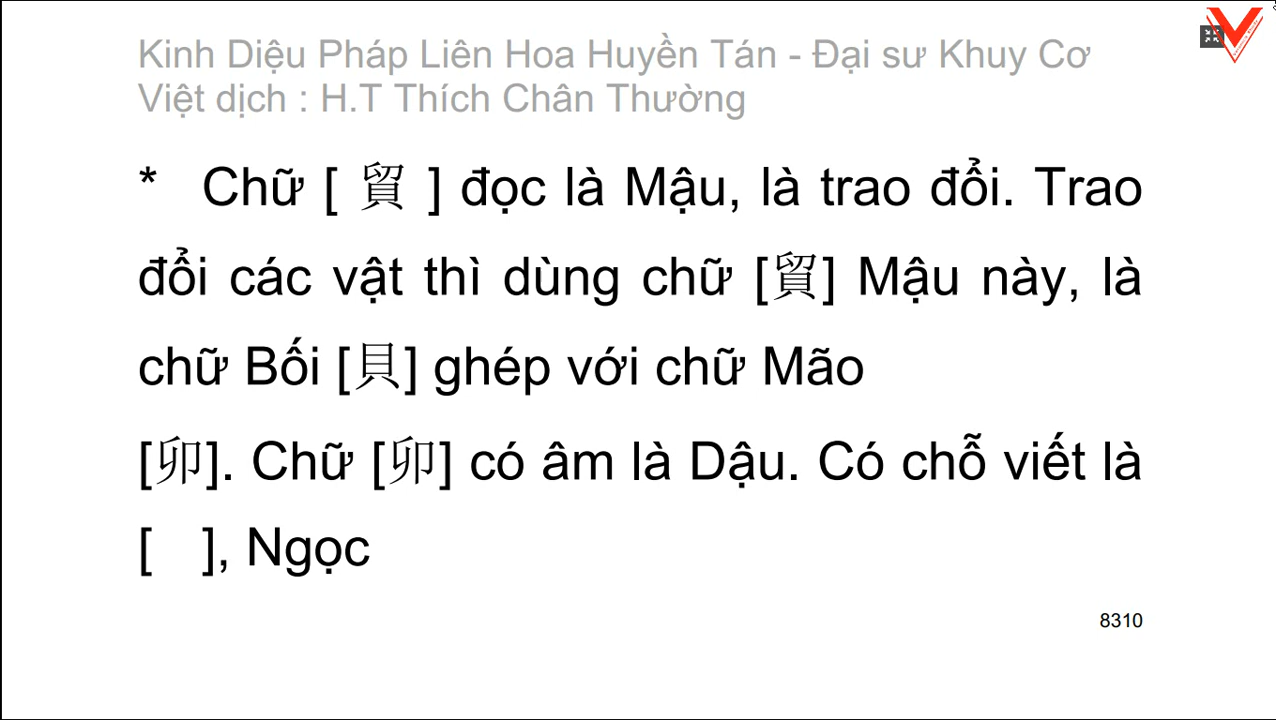 Kinh Diệu Pháp Liên Hoa Huyền Tán - Đại sư Khuy Cơ
Việt dịch : H.T Thích Chân Thường
* Chữ [ 貿 ] đọc là Mậu, là trao đổi. Trao
đổi các vật thì dùng chữ [貿] Mậu này, là
chữ Bối [貝] ghép với chữ Mão
[卯]. Chữ [卯] có âm là Dậu. Có chỗ viết là
[ ], Ngọc
8310